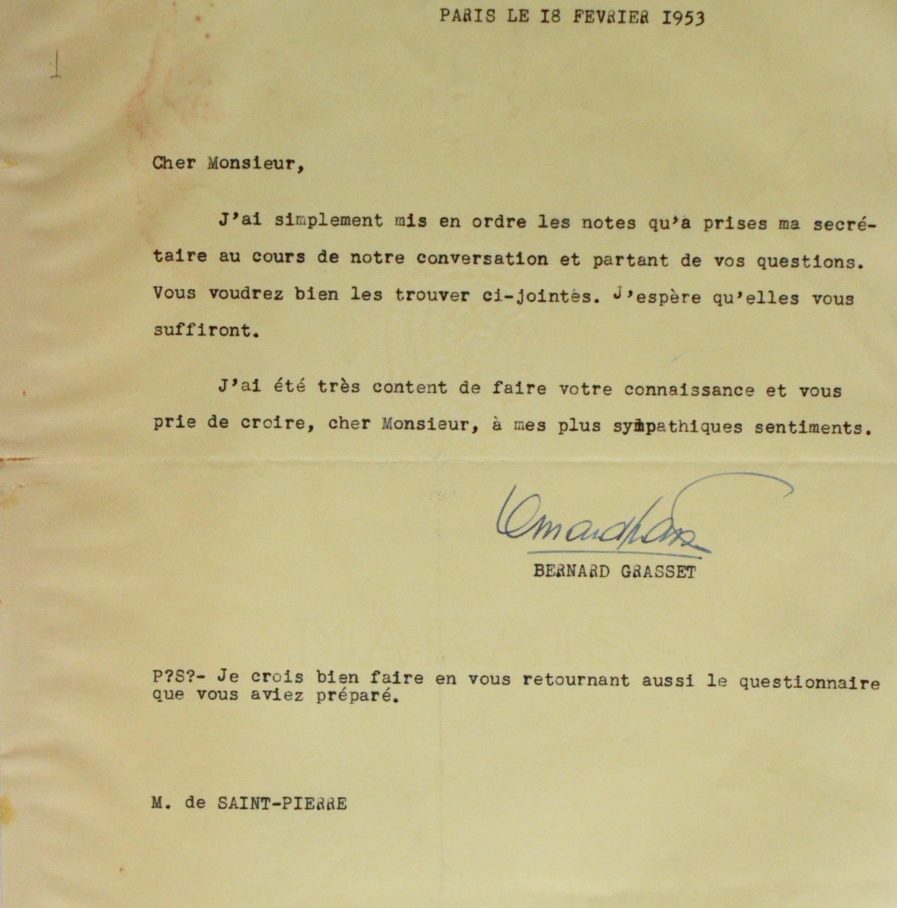 PARIS LE I8 FEVRIER I953
Cher Monsieur,
J'ai simplement mis en ordre les notes qu'a prises ma secré-
taire au cours de notre conversation et partant de vos questions.
Vous voudrez bien les trouver ci-jointes. J'espère qu'elles vous
suffiront.
J'ai été très content de faire votre connaissance et vous
prie de croire, cher Monsieur, à mes plus sympathiques sentiments.
BERNARD GRASSET
MARAIS
P?S?- Je crois bien faire en vous retournant aussi le questionnaire
que vous aviez préparé.
M. de SAINT-PIERRE